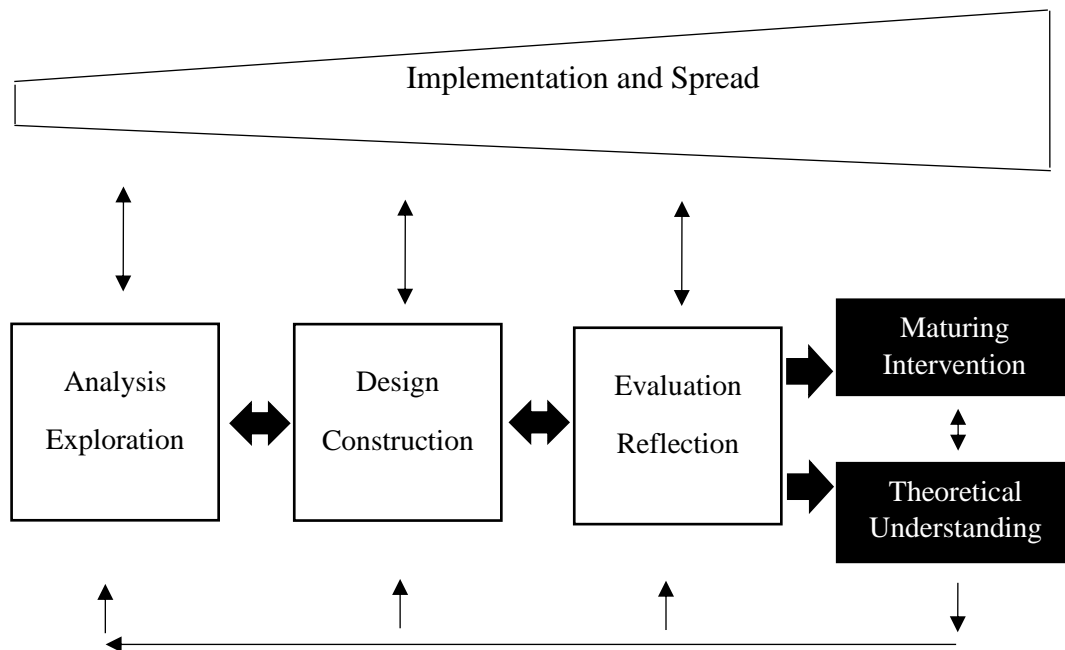 Implementation and Spread
Analysis
Exploration
Design
Construction
Evaluation
Reflection
Maturing
Intervention
Theoretical
Understanding